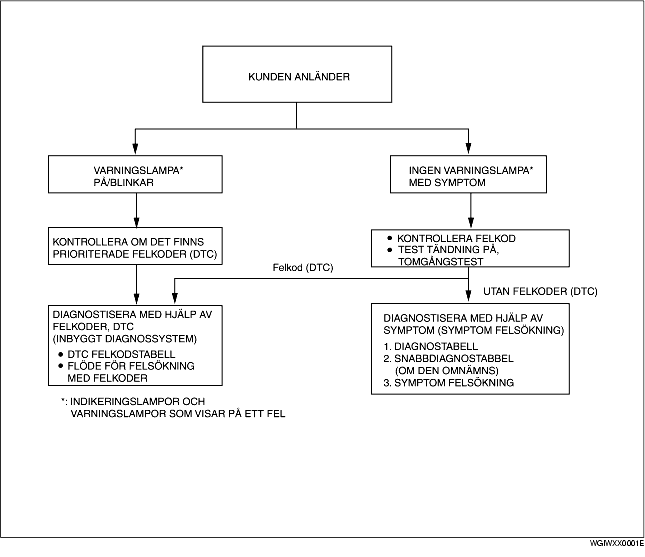 KUNDEN ANLÄNDER
VARNINGSLAMPA*
PÅ/BLINKAR
INGEN VARNINGSLAMPA*
MED SYMPTOM
KONTROLLERA OM DET FINNS
PRIORITERADE FELKODER (DTC)
● KONTROLLERA FELKOD
● TEST TÄNDNING PÅ,
TOMGÅNGSTEST
Felkod (DTC)
UTAN FELKODER (DTC)
DIAGNOSTISERA MED HJÄLP AV
FELKODER, DTC
(INBYGGT DIAGNOSSYSTEM)
● DTC FELKODSTABELL
● FLÖDE FÖR FELSÖKNING
MED FELKODER
DIAGNOSTISERA MED HJÄLP AV
SYMPTOM (SYMPTOM FELSÖKNING)
1. DIAGNOSTABELL
2. SNABBDIAGNOSTABBEL
(OM DEN OMNÄMNS)
3. SYMPTOM FELSÖKNING
*: INDIKERINGSLAMPOR OCH
VARNINGSLAMPOR SOM VISAR PÅ ETT FEL
WGIWXX0001E